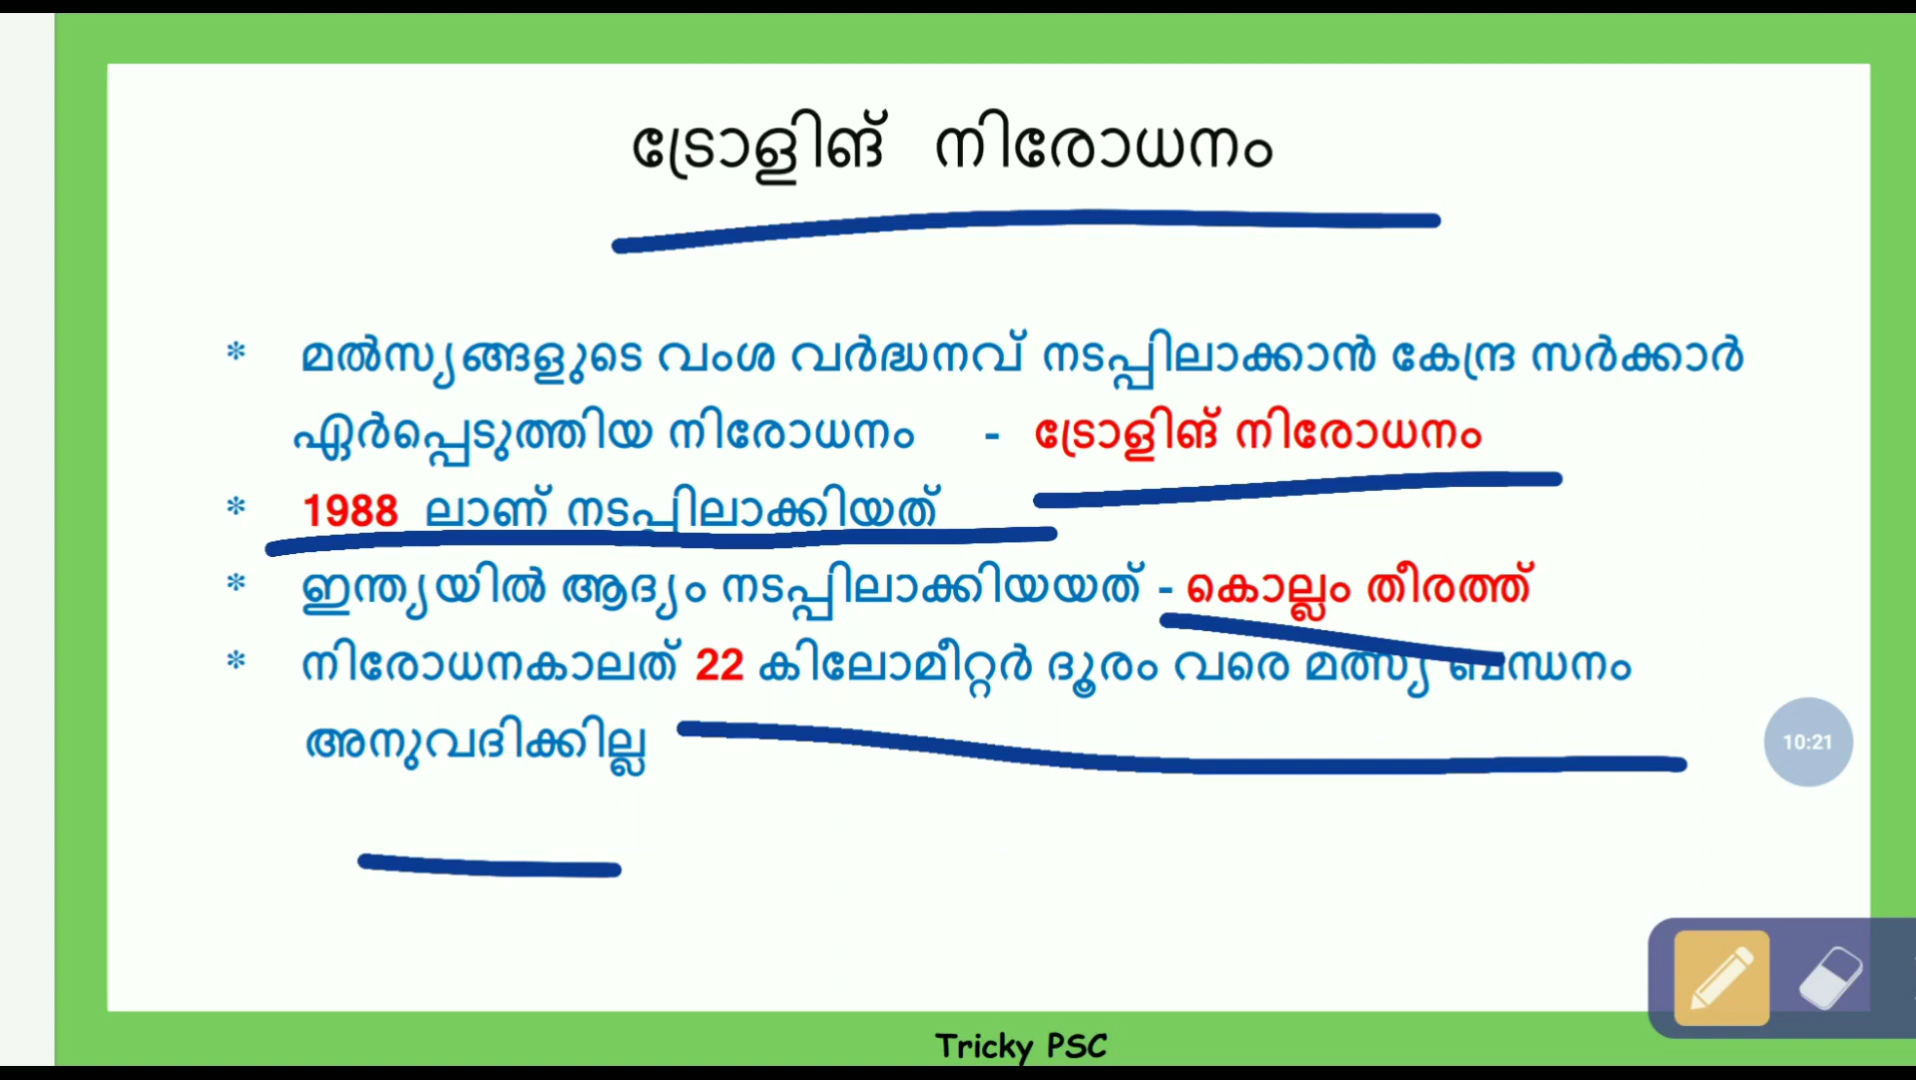 ട്രോളിങ് നിരോധനം
* മൽസ്യങ്ങളുടെ വംശ വർദ്ധനവ് നടപ്പിലാക്കാൻ കേന്ദ്ര സർക്കാർ
ഏർപ്പെടുത്തിയ നിരോധനം - ട്രോളിങ് നിരോധനം
* 1988 ലാണ് നടപ്പിലാക്കിയത്
* ഇന്ത്യയിൽ ആദ്യം നടപ്പിലാക്കിയയത് - കൊല്ലം തീരത്ത്
* നിരോധനകാലത് 22 കിലോമീറ്റർ ദൂരം വരെ മത്സ്യ ബന്ധനം
അനുവദിക്കില്ല
10:21
Tricky PSC